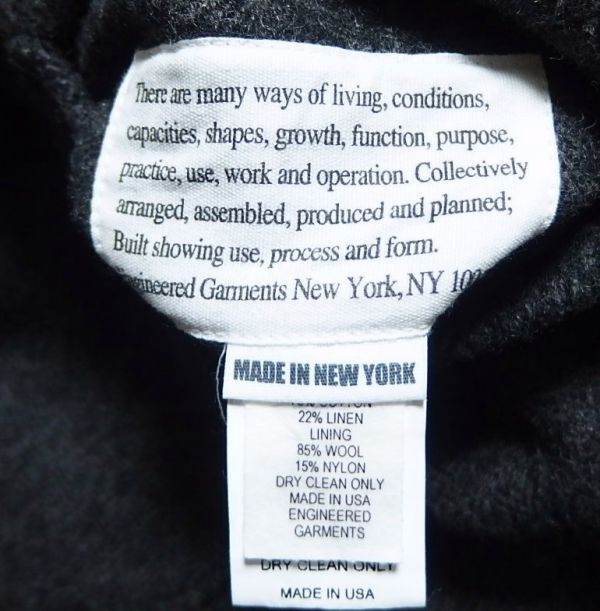 There are many ways of living, conditions,
capacities, shapes, growth, function, purpose,
practice, use, work and operation. Collectively
arranged, assembled, produced and planned;
Built showing use, process and form.
Garments New York, NY
MADE IN NEW YORK
22% LINEN
LINING
85% WOOL
15% NYLON
DRY CLEAN ONLY
MADE IN USA
ENGINEERED
GARMENTS
DRY CLEAN ONLY
MADE IN USA